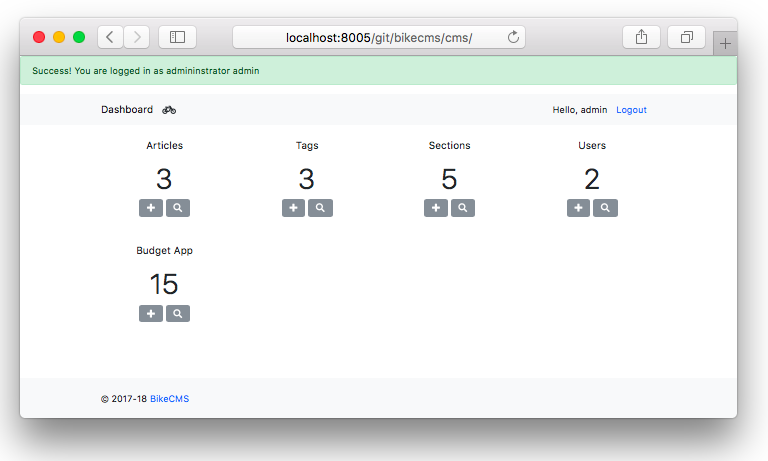 localhost:8005/git/bikecms/cms/
Success! You are logged in as admininstrator admin
Dashboard
Hello, admin Logout
Articles Tags Sections Users
3 3 5 2
Budget App
15
© 2017-18 BikeCMS